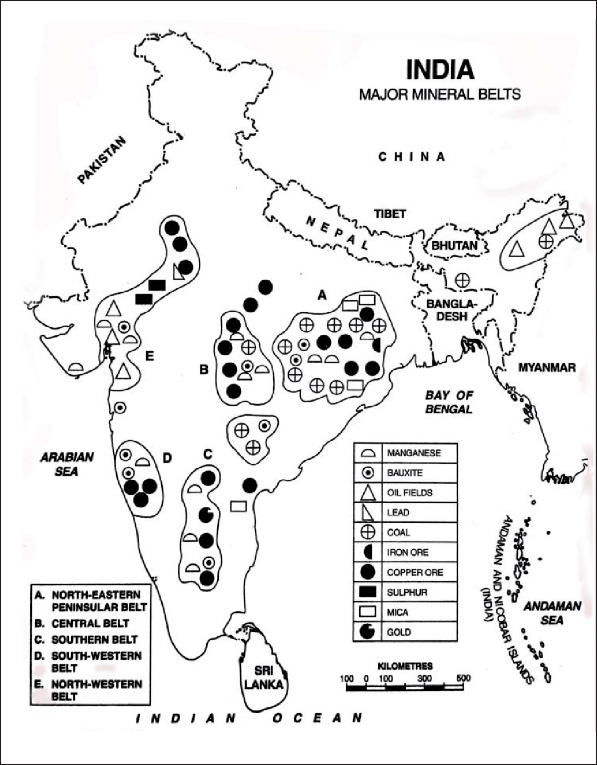 INDIA
MAJOR MINERAL BELTS
PAKISTAN
CHINA
TIBET
NEPAL
BHUTAN
BANGLA-
DESH
MYANMAR
A
B
C
D
E
BAY OF
BENGAL
ARABIAN
SEA
MANGANESE
BAUXITE
OIL FIELDS
LEAD
COAL
IRON ORE
COPPER ORE
SULPHUR
MICA
GOLD
ANDAMAN AND NICOBAR ISLANDS
(INDIA)
ANDAMAN
SEA
A. NORTH-EASTERN
PENINSULAR BELT
B. CENTRAL BELT
C. SOUTHERN BELT
D. SOUTH-WESTERN
BELT
E. NORTH-WESTERN
BELT
SRI
LANKA
KILOMETRES
100 0 100 200 300 400 500
INDIAN OCEAN